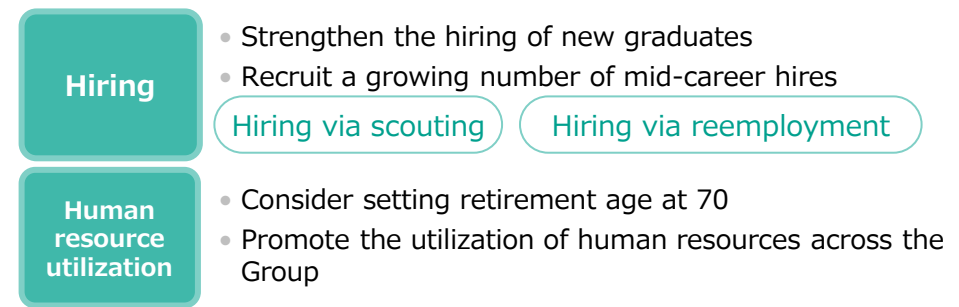 Hiring
• Strengthen the hiring of new graduates
• Recruit a growing number of mid-career hires
Hiring via scouting
Hiring via reemployment
Human
resource
utilization
• Consider setting retirement age at 70
• Promote the utilization of human resources across the
Group